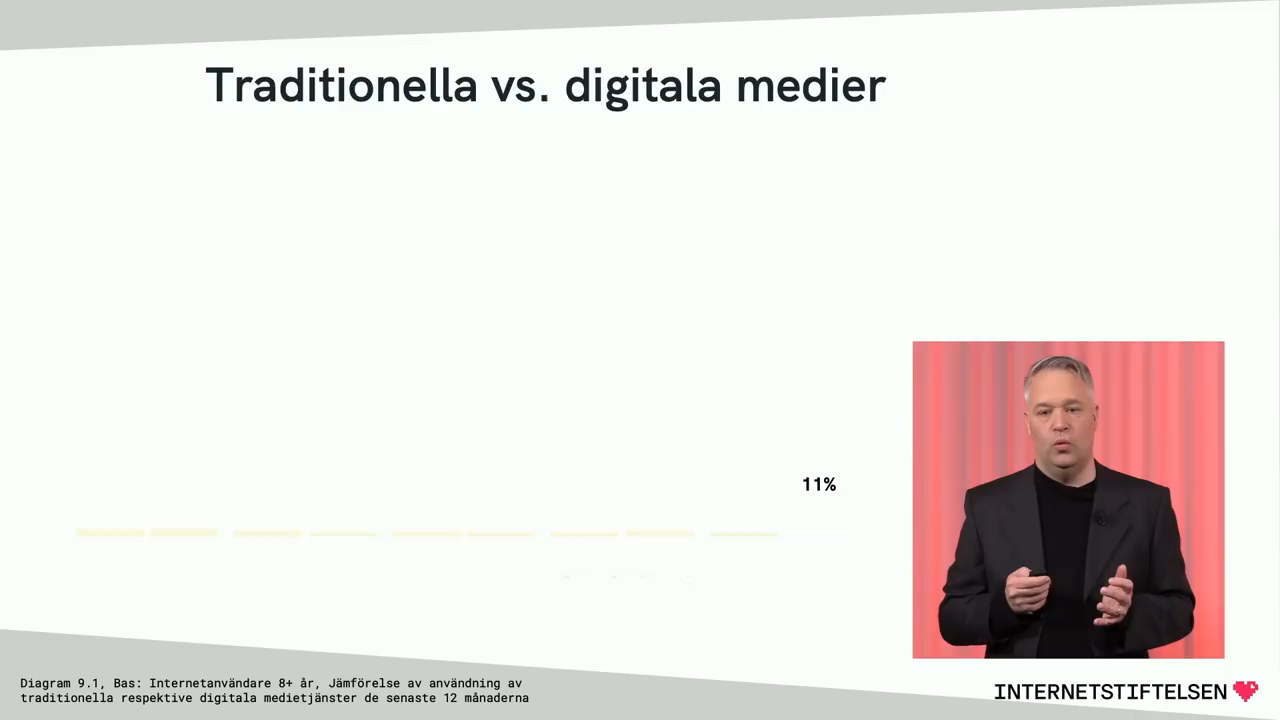 Traditionella vs. digitala medier
11%
Diagram 9.1, Bas: Internetanvändare 8+ år, Jämförelse av användning av
traditionella respektive digitala medietjänster de senaste 12 månaderna
INTERNETSTIFTELSEN